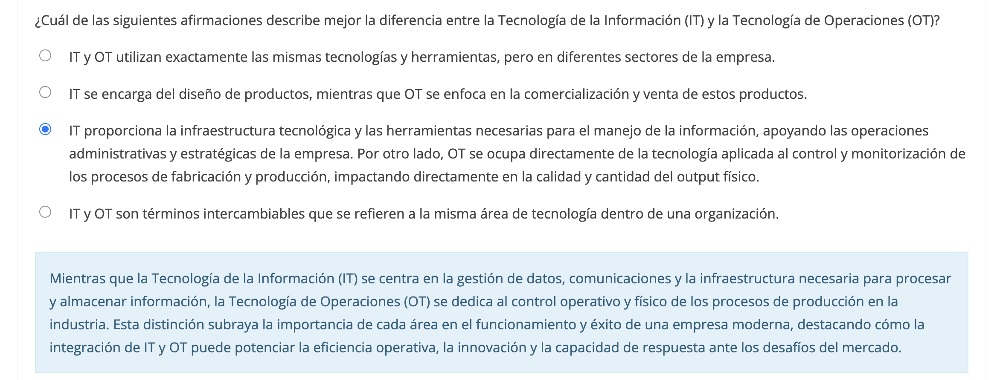 ¿Cuál de las siguientes afirmaciones describe mejor la diferencia entre la Tecnología de la Información (IT) y la Tecnología de Operaciones (OT)?
IT y OT utilizan exactamente las mismas tecnologías y herramientas, pero en diferentes sectores de la empresa.
IT se encarga del diseño de productos, mientras que OT se enfoca en la comercialización y venta de estos productos.
IT proporciona la infraestructura tecnológica y las herramientas necesarias para el manejo de la información, apoyando las operaciones
administrativas y estratégicas de la empresa. Por otro lado, OT se ocupa directamente de la tecnología aplicada al control y monitorización de
los procesos de fabricación y producción, impactando directamente en la calidad y cantidad del output físico.
IT y OT son términos intercambiables que se refieren a la misma área de tecnología dentro de una organización.
Mientras que la Tecnología de la Información (IT) se centra en la gestión de datos, comunicaciones y la infraestructura necesaria para procesar
y almacenar información, la Tecnología de Operaciones (OT) se dedica al control operativo y físico de los procesos de producción en la
industria. Esta distinción subraya la importancia de cada área en el funcionamiento y éxito de una empresa moderna, destacando cómo la
integración de IT y OT puede potenciar la eficiencia operativa, la innovación y la capacidad de respuesta ante los desafíos del mercado.